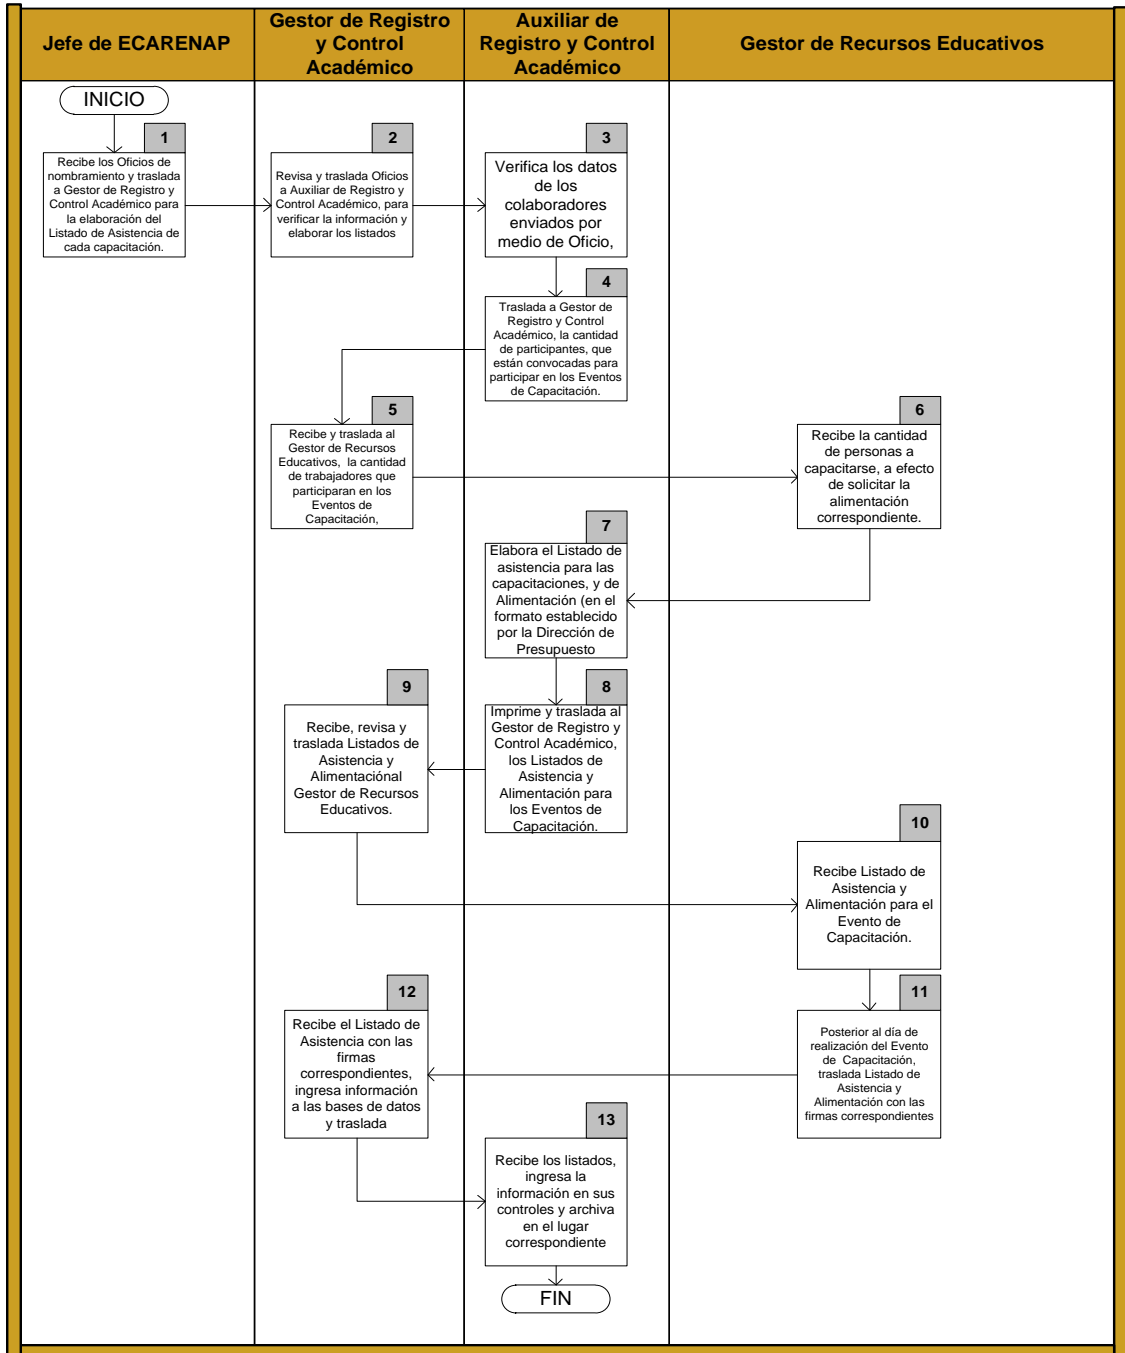 Jefe de ECARENAP
Gestor de Registro
y Control
Académico
Auxiliar de
Registro y Control
Académico
Gestor de Recursos Educativos
INICIO
1
Recibe los Oficios de
nombramiento y traslada
a Gestor de Registro y
Control Académico para
la elaboración del
Listado de Asistencia de
cada capacitación.
2
Revisa y traslada Oficios
a Auxiliar de Registro y
Control Académico, para
verificar la información y
elaborar los listados
3
Verifica los datos
de los
colaboradores
enviados por
medio de Oficio,
4
Traslada a Gestor de
Registro y Control
Académico, la cantidad
de participantes, que
están convocadas para
participar en los Eventos
de Capacitación.
5
Recibe y traslada al
Gestor de Recursos
Educativos,  la cantidad
de trabajadores que
participaran en los
Eventos de
Capacitación,
6
Recibe la cantidad
de personas a
capacitarse, a efecto
de solicitar la
alimentación
correspondiente.
7
Elabora el Listado de
asistencia para las
capacitaciones, y de
Alimentación (en el
formato establecido
por la Dirección de
Presupuesto
8
Imprime y traslada al
Gestor de Registro y
Control Académico,
los Listados de
Asistencia y
Alimentación para
los Eventos de
Capacitación.
9
Recibe, revisa y
traslada Listados de
Asistencia y
Alimentaciónal
Gestor de Recursos
Educativos.
10
Recibe Listado de
Asistencia y
Alimentación para el
Evento de
Capacitación.
11
Posterior al día de
realización del Evento
de  Capacitación,
traslada Listado de
Asistencia y
Alimentación con las
firmas correspondientes
12
Recibe el Listado de
Asistencia con las
firmas
correspondientes,
ingresa información
a las bases de datos
y traslada
13
Recibe los listados,
ingresa la
información en sus
controles y archiva
en el lugar
correspondiente
FIN